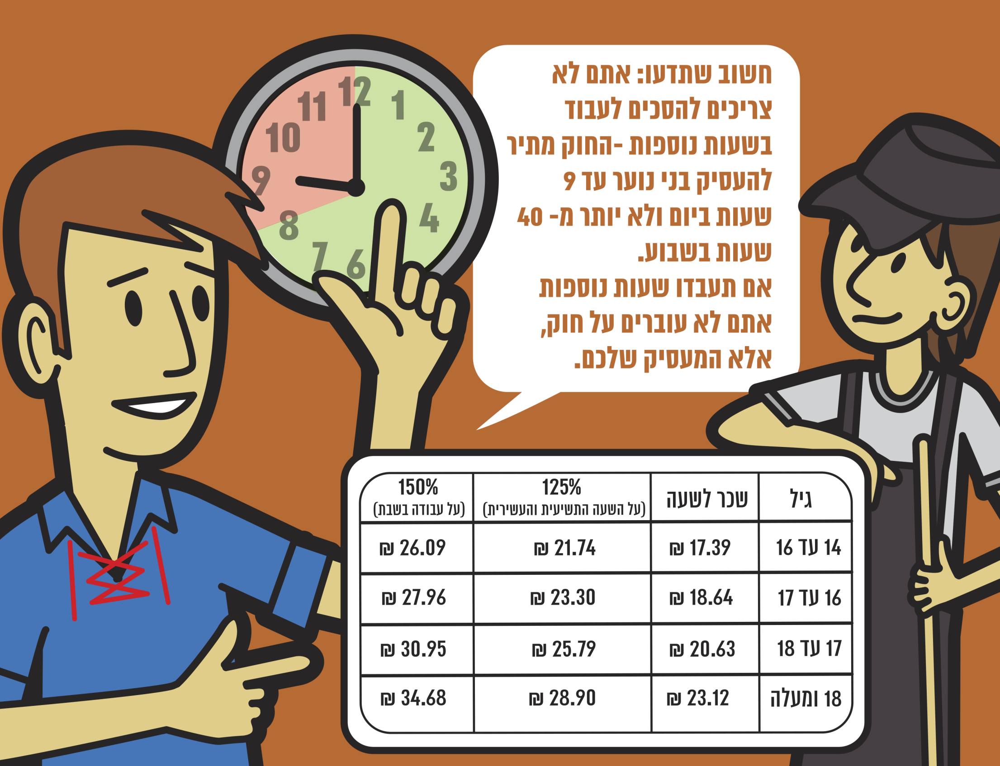 12
1
2
3
4
6
7
8
9
10
11
חשוב שתדעו: אתם לא
צריכים להסכים לעבוד
בשעות נוספות -החוק מתיר
להעסיק בני נוער עד 9
שעות ביום ולא יותר מ- 40
שעות בשבוע.
אם תעבדו שעות נוספות
אתם לא עוברים על חוק,
אלא המעסיק שלכם.
גיל שכר לשעה 125% 150%
(על השעה התשיעית והעשירית) (על עבודה בשבת)
14 עד 16 17.39 ₪ 21.74 ₪ 26.09 ₪
16 עד 17 18.64 ₪ 23.30 ₪ 27.96 ₪
17 עד 18 20.63 ₪ 25.79 ₪ 30.95 ₪
18 ומעלה 23.12 ₪ 28.90 ₪ 34.68 ₪